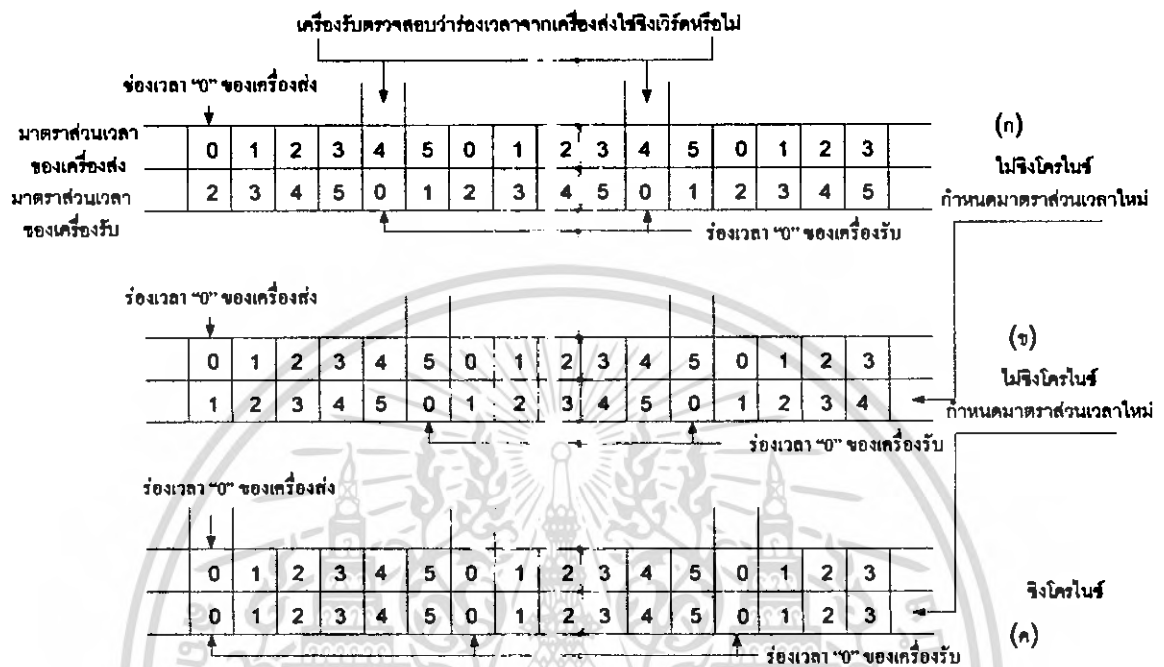 เครื่องรับตรวจสอบว่าร่องเวลาจากเครื่องส่งใช่ซิงเวิร์ดหรือไม่
ช่องเวลา "0" ของเครื่องส่ง
มาตราส่วนเวลา
ของเครื่องส่ง
0 1 2 3 4 5 0 1 2 3 4 5 0 1 2 3
(ก)
ไม่ซิงโครไนซ์
กำหนดมาตราส่วนเวลาใหม่
มาตราส่วนเวลา
ของเครื่องรับ
2 3 4 5 0 1 2 3 4 5 0 1 2 3 4 5
ร่องเวลา "0" ของเครื่องรับ
ร่องเวลา "0" ของเครื่องส่ง
0 1 2 3 4 5 0 1 2 3 4 5 0 1 2 3
(ข)
ไม่ซิงโครไนซ์
กำหนดมาตราส่วนเวลาใหม่
1 2 3 4 5 0 1 2 3 4 5 0 1 2 3 4
ร่องเวลา "0" ของเครื่องรับ
ร่องเวลา "0" ของเครื่องส่ง
0 1 2 3 4 5 0 1 2 3 4 5 0 1 2 3
ซิงโครไนซ์
0 1 2 3 4 5 0 1 2 3 4 5 0 1 2 3
(ค)
ร่องเวลา "0" ของเครื่องรับ